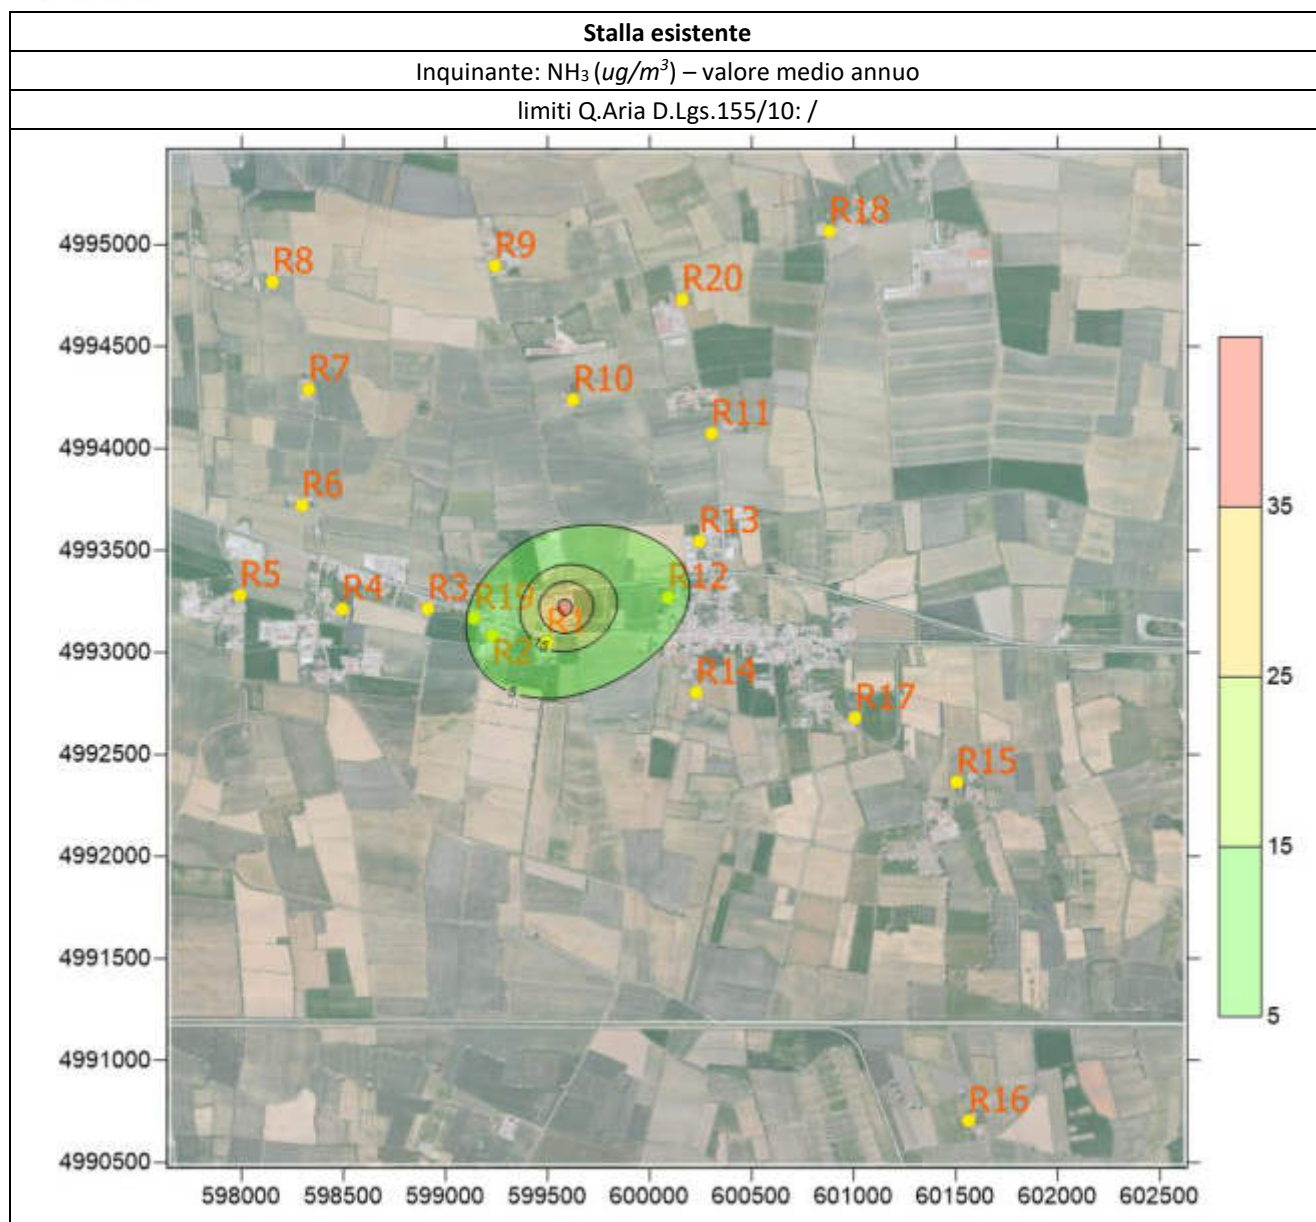 Stalla esistente
Inquinante: NH₃ (ug/m³) – valore medio annuo
limiti Q.Aria D.Lgs.155/10: /
R18
4995000
R9
R8
R20
4994500
R7
R10
R11
4994000
R6
35
R13
4993500
R5
R4
R3
R19
R12
R1
4993000
R2
15
R14
25
5
R17
4992500
R15
4992000
15
4991500
5
4991000
R16
4990500
598000 598500 599000 599500 600000 600500 601000 601500 602000 602500